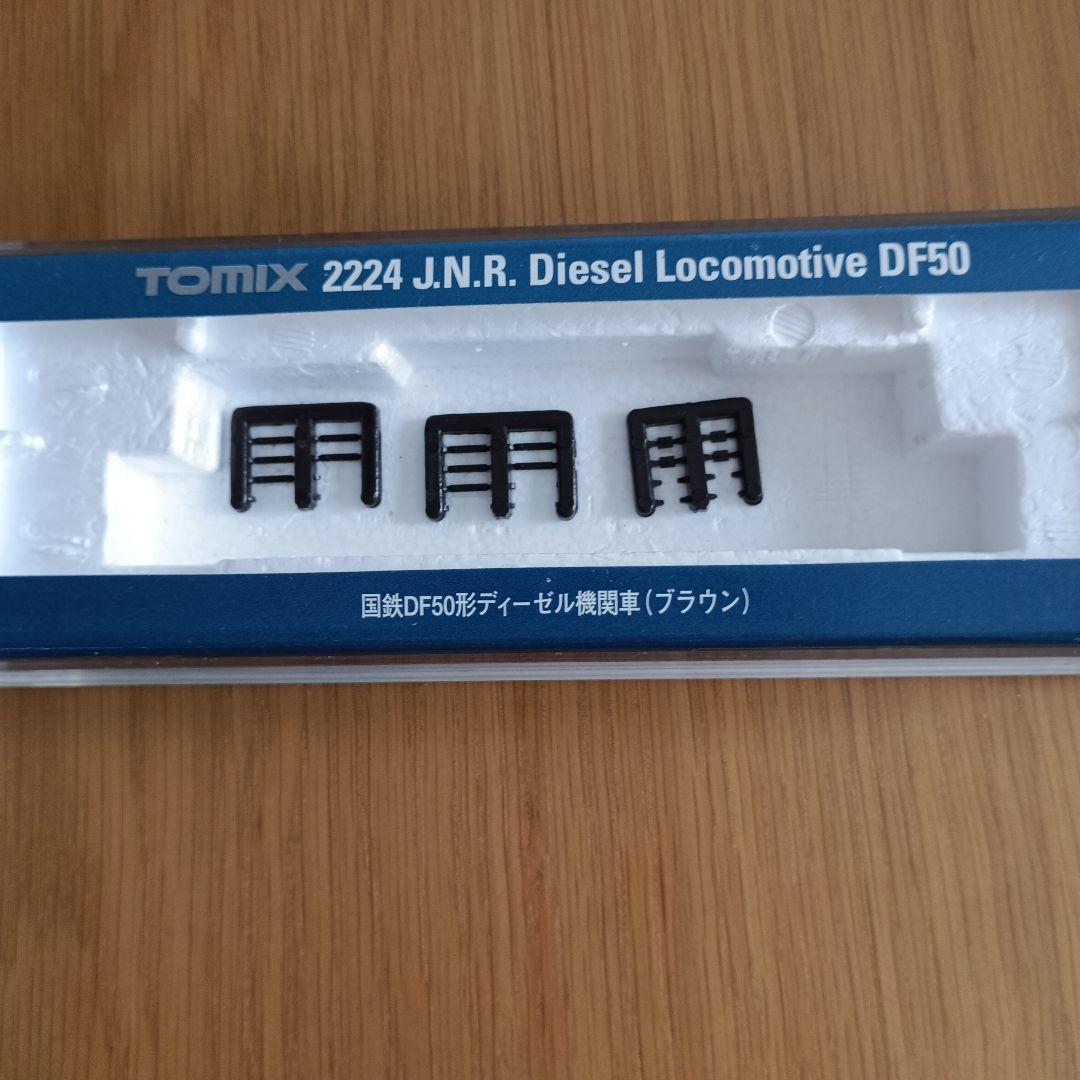 TOMIX 2224 J.N.R. Diesel Locomotive DF50
国鉄DF50形ディーゼル機関車(ブラウン)